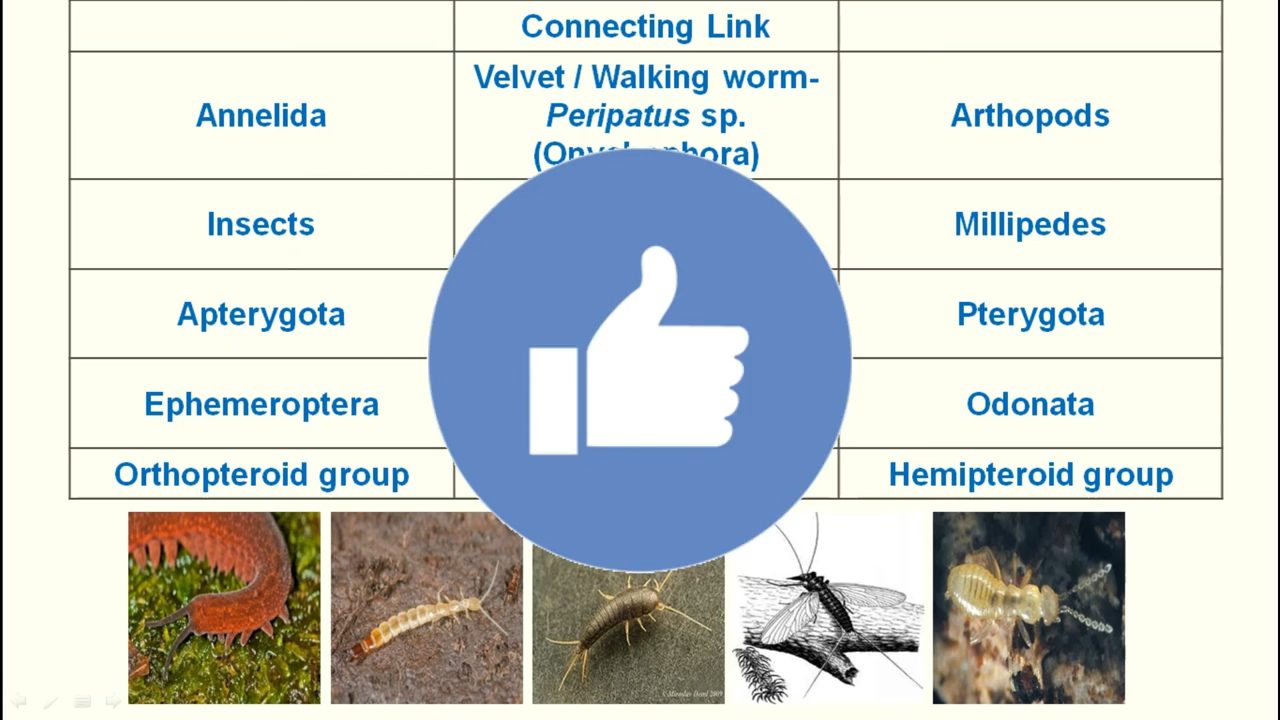 Connecting Link
Velvet / Walking worm-
Annelida
Peripatus sp.
Arthopods
Insects
Millipedes
Apterygota
Pterygota
Ephemeroptera
Odonata
Orthopteroid group
Hemipteroid group